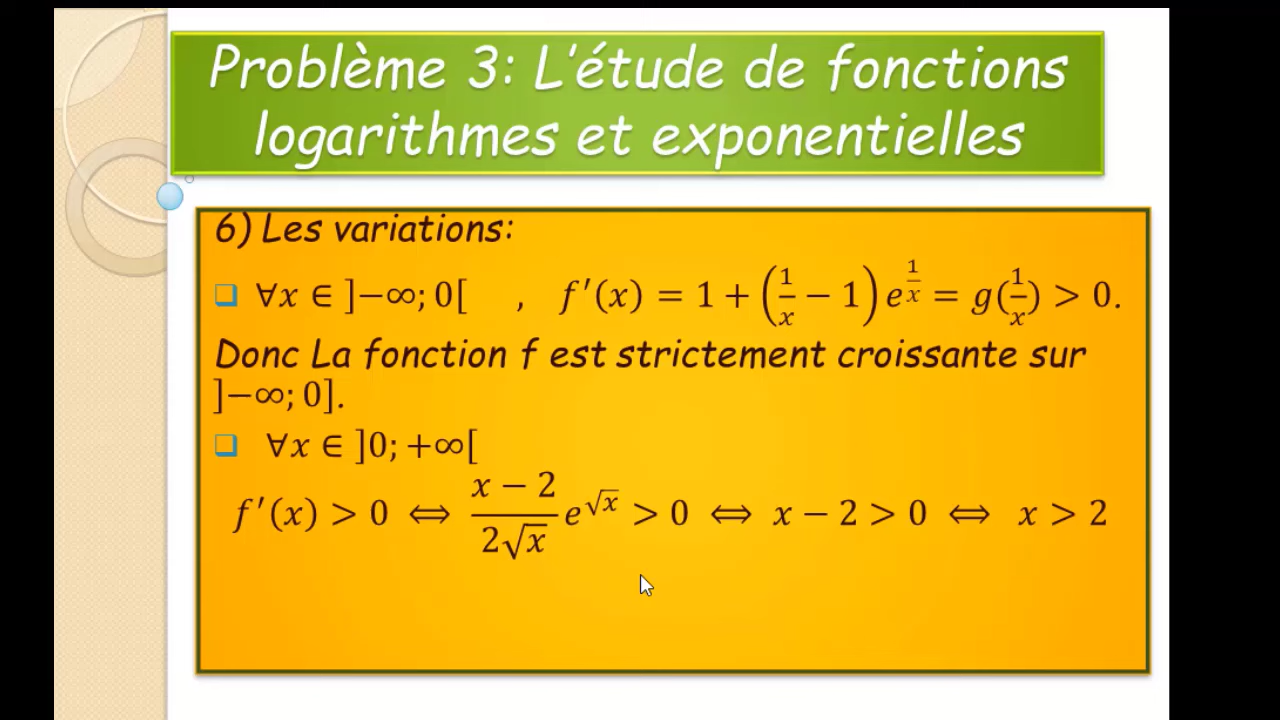 Problème 3: L'étude de fonctions
logarithmes et exponentielles
6) Les variations:
❑ ∀x ∈ ]−∞; 0[ , f′(x) = 1 + (1/x − 1) e^(1/x) = g(1/x) > 0.
Donc La fonction f est strictement croissante sur
]−∞; 0].
❑ ∀x ∈ ]0; +∞[
f′(x) > 0 ⟺ (x − 2)/(2√x) e^√x > 0 ⟺ x − 2 > 0 ⟺ x > 2